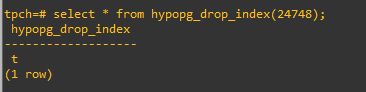 tpch=# select * from hypopg_drop_index(24748);
 hypopg_drop_index
-------------------
 t
(1 row)